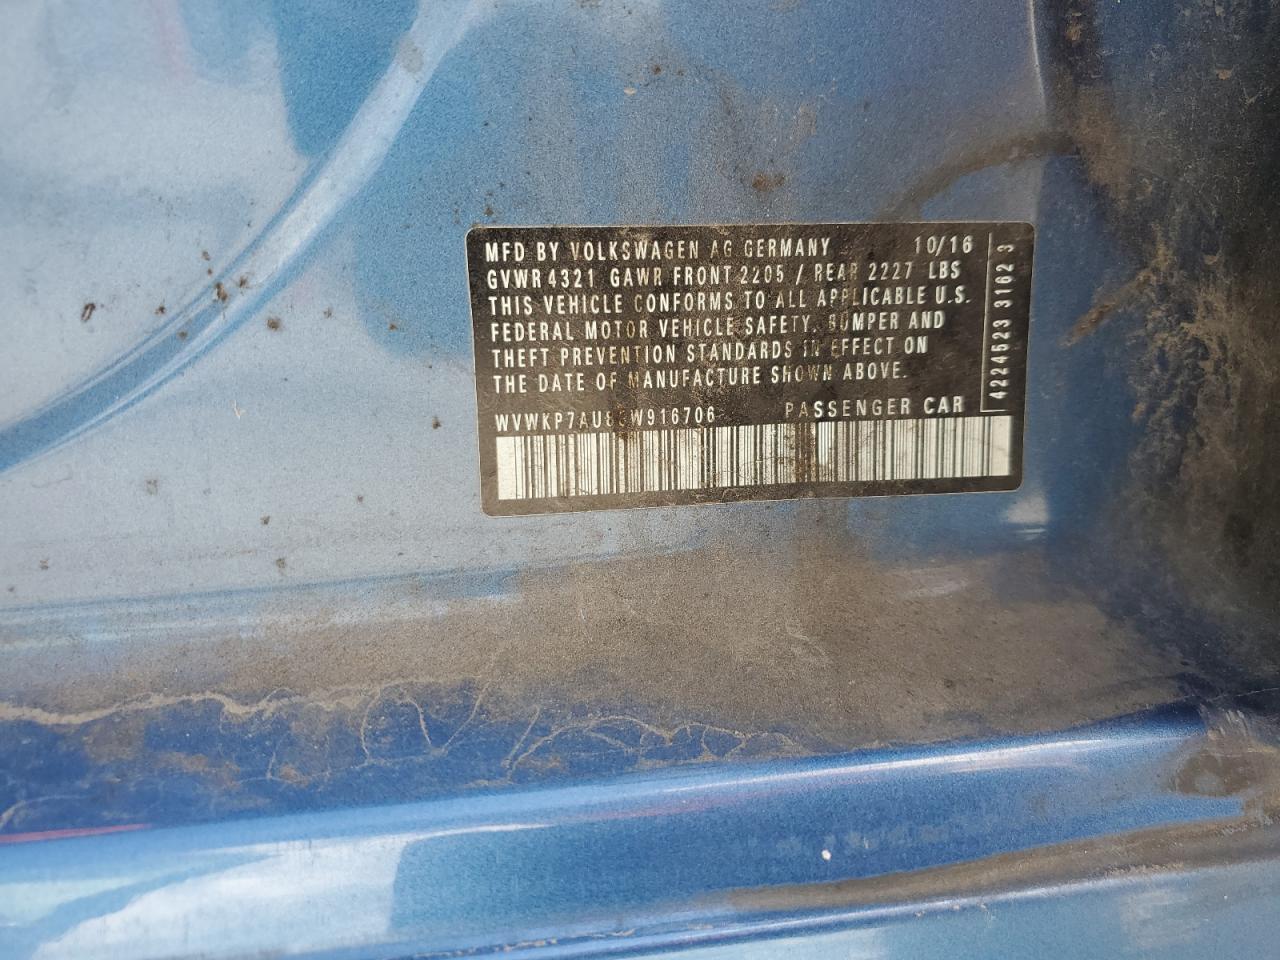 MFD BY VOLKSWAGEN AG GERMANY 10/16
GVWR 4321 GAWR FRONT 2205 / REAR 2227 LBS
THIS VEHICLE CONFORMS TO ALL APPLICABLE U.S.
FEDERAL MOTOR VEHICLE SAFETY, BUMPER AND
THEFT PREVENTION STANDARDS IN EFFECT ON
THE DATE OF MANUFACTURE SHOWN ABOVE.
WVWKP7AU8GW916706 PASSENGER CAR
4224523 31623